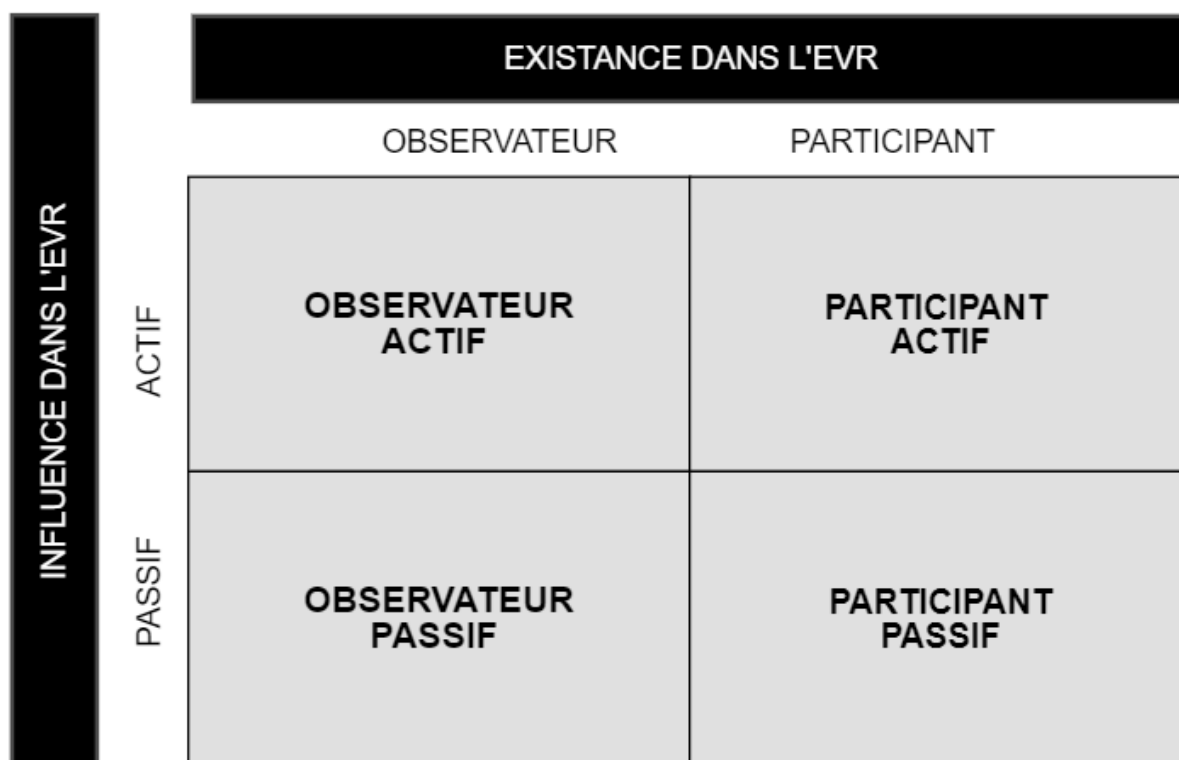 EXISTANCE DANS L'EVR
OBSERVATEUR PARTICIPANT
INFLUENCE DANS L'EVR
ACTIF
OBSERVATEUR
ACTIF
PARTICIPANT
ACTIF
PASSIF
OBSERVATEUR
PASSIF
PARTICIPANT
PASSIF